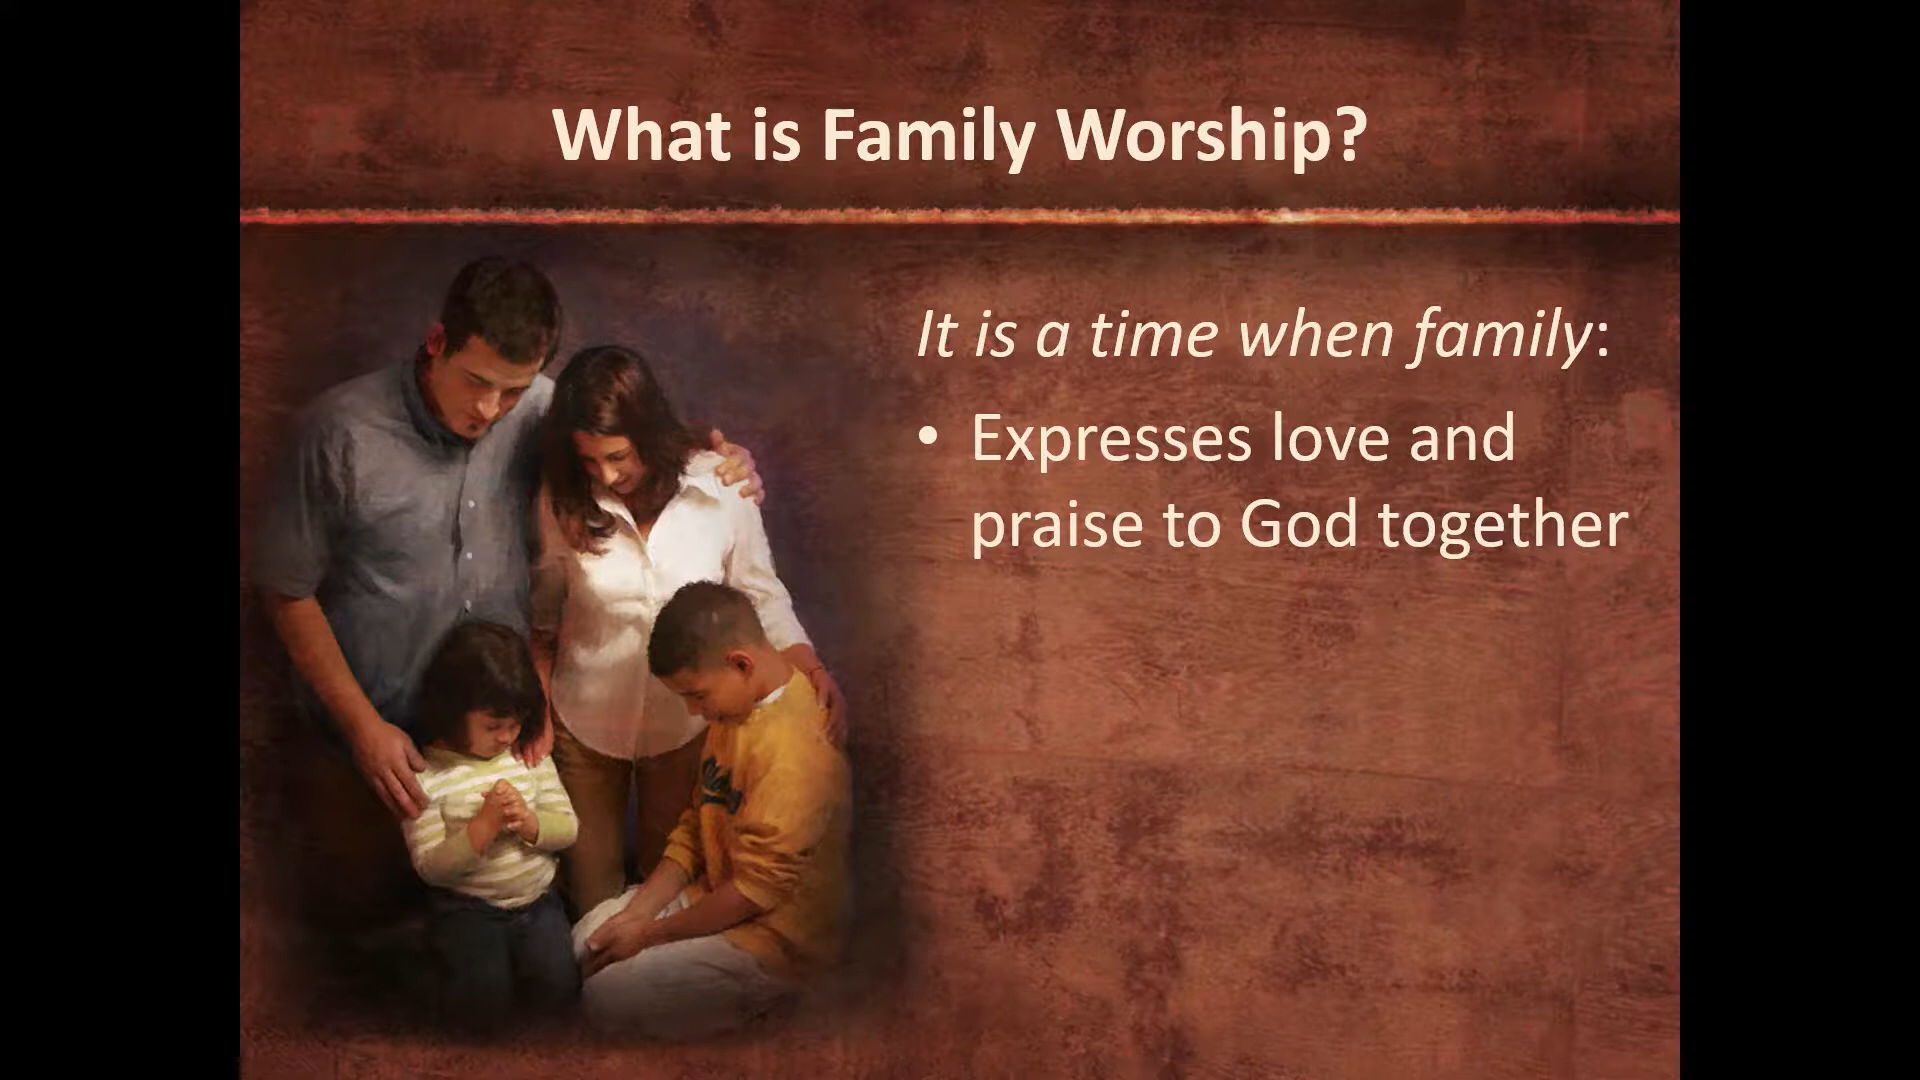 What is Family Worship?
It is a time when family:
• Expresses love and
praise to God together